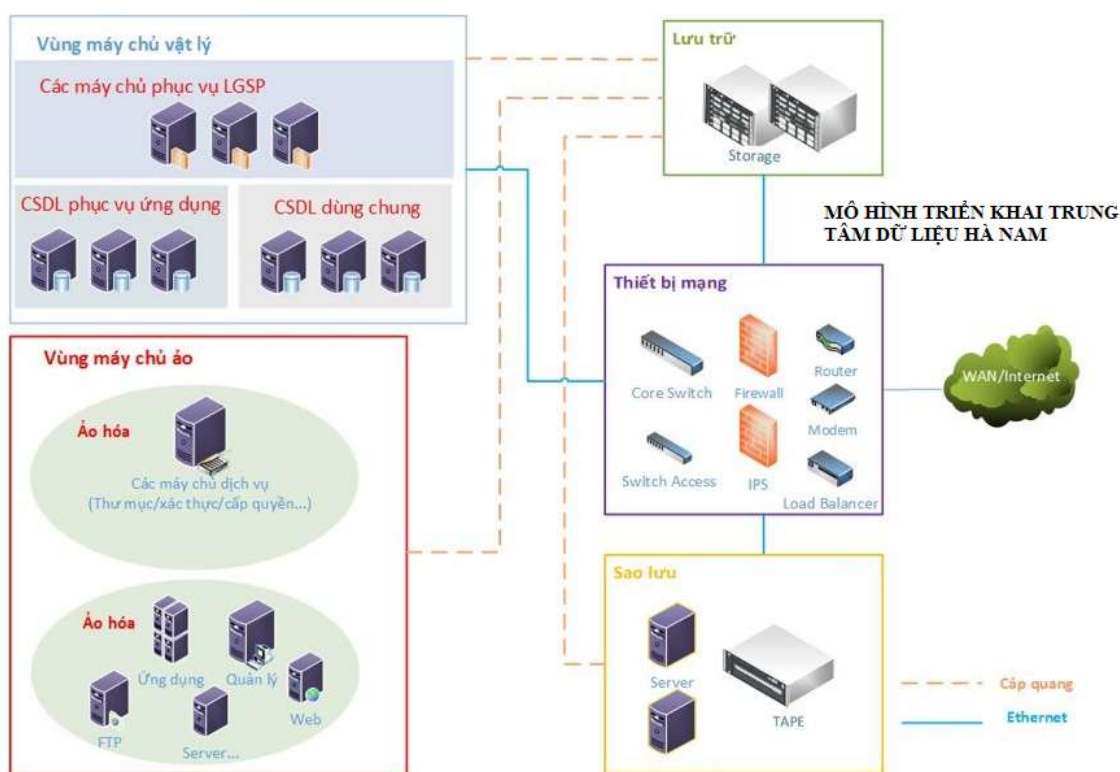 Vùng máy chủ vật lý
Các máy chủ phục vụ LGSP
CSDL phục vụ ứng dụng
CSDL dùng chung
Lưu trữ
Storage
MÔ HÌNH TRIỂN KHAI TRUNG
TÂM DỮ LIỆU HÀ NAM
Thiết bị mạng
Core Switch
Firewall
Router
Modem
Switch Access
IPS
Load Balancer
WAN/Internet
Vùng máy chủ ảo
Ảo hóa
Các máy chủ dịch vụ
(Thư mục/xác thực/cấp quyền...)
Ảo hóa
Ứng dụng
Quản lý
Web
FTP
Server...
Sao lưu
Server
TAPE
Cáp quang
Ethernet